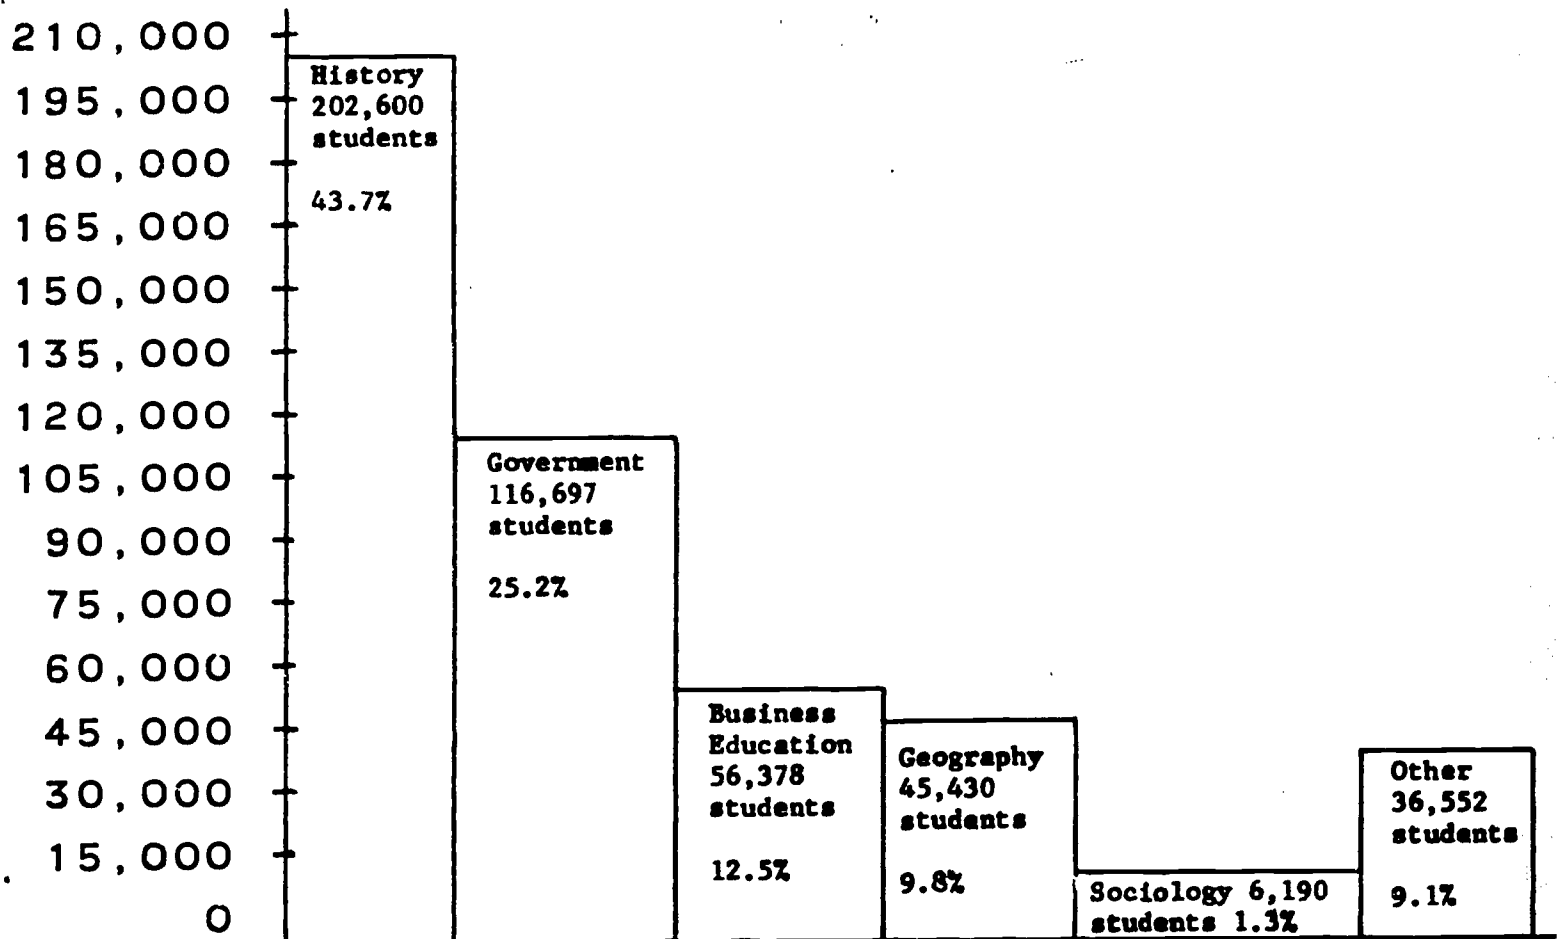 210,000
195,000
180,000
165,000
150,000
135,000
120,000
105,000
90,000
75,000
60,000
45,000
30,000
15,000
0
History
202,600
students
43.7%
Government
116,697
students
25.2%
Business
Education
56,378
students
12.5%
Geography
45,430
students
9.8%
Sociology 6,190
students 1.3%
Other
36,552
students
9.1%